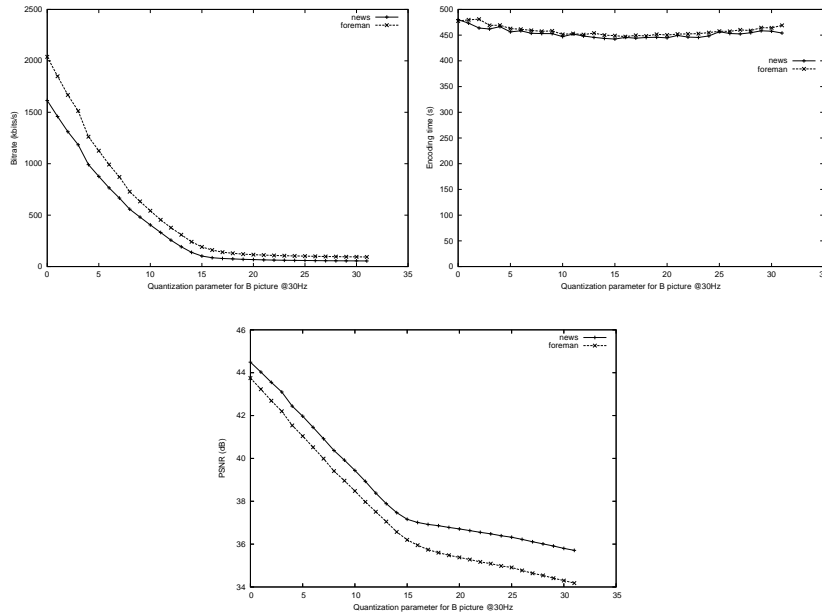 2500
2000
1500
1000
500
0
Bitrate (kbits/s)
news
foreman
0 5 10 15 20 25 30 35
Quantization parameter for B picture @30Hz
500
450
400
350
300
250
200
150
100
50
0
Encoding time (s)
news
foreman
0 5 10 15 20 25 30 35
Quantization parameter for B picture @30Hz
46
44
42
40
38
36
34
PSNR (dB)
news
foreman
0 5 10 15 20 25 30 35
Quantization parameter for B picture @30Hz